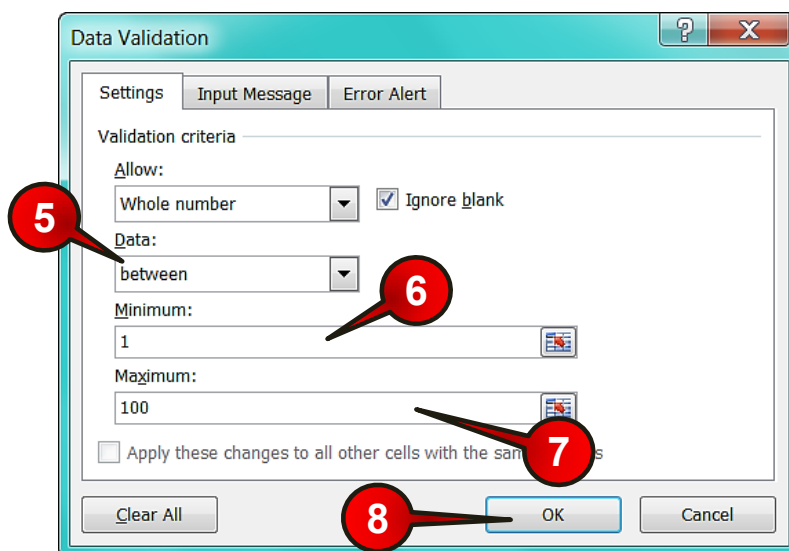 Data Validation
Settings Input Message Error Alert
Validation criteria
Allow:
Whole number Ignore blank
5
Data:
between
6
Minimum:
1
Maximum:
100
7
Apply these changes to all other cells with the same
Clear All 8 OK Cancel